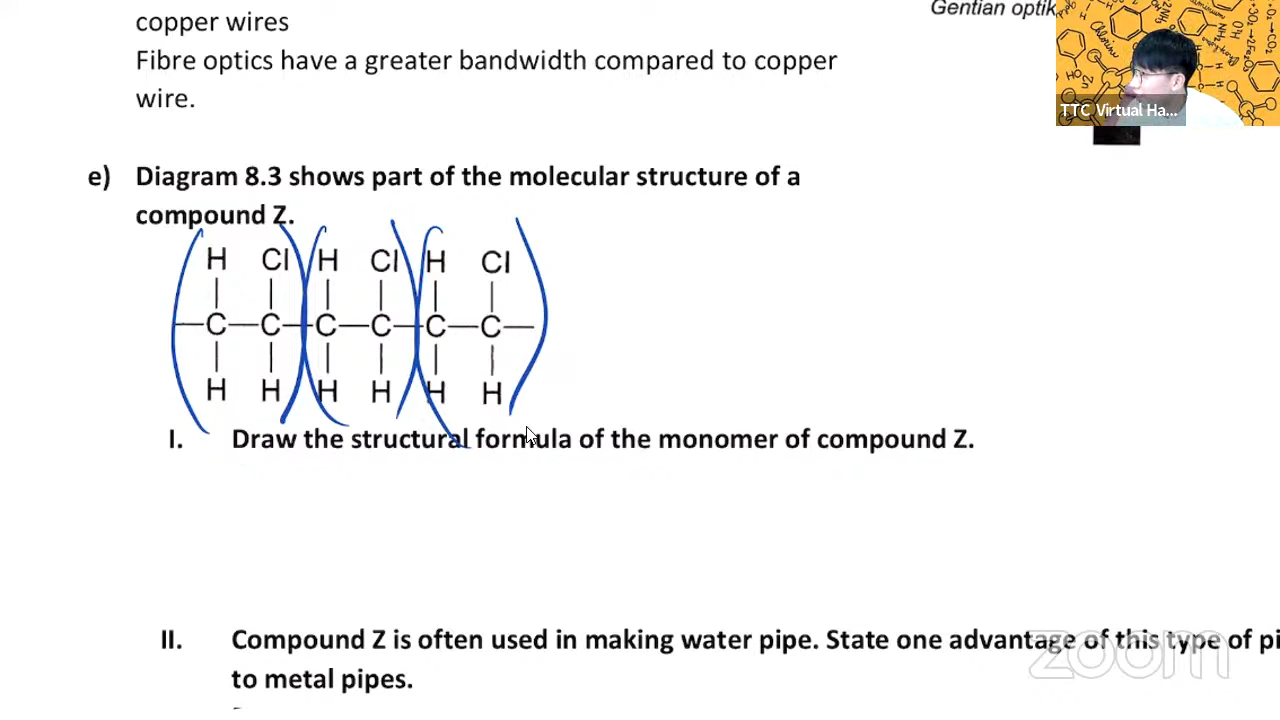 copper wires
Gentian optik
Fibre optics have a greater bandwidth compared to copper
wire.
TTC Virtual Ha...
e) Diagram 8.3 shows part of the molecular structure of a
compound Z.
H Cl H Cl H Cl
C C C C C C
H H H H H H
I. Draw the structural formula of the monomer of compound Z.
II. Compound Z is often used in making water pipe. State one advantage of this type of pi
to metal pipes.
zoom